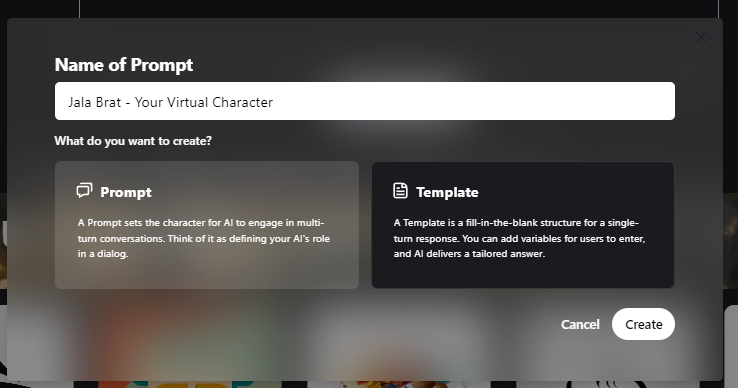 Name of Prompt
Jala Brat - Your Virtual Character
What do you want to create?
Prompt
A Prompt sets the character for AI to engage in multi-
turn conversations. Think of it as defining your AI's role
in a dialog.
Template
A Template is a fill-in-the-blank structure for a single-
turn response. You can add variables for users to enter,
and AI delivers a tailored answer.
Cancel
Create